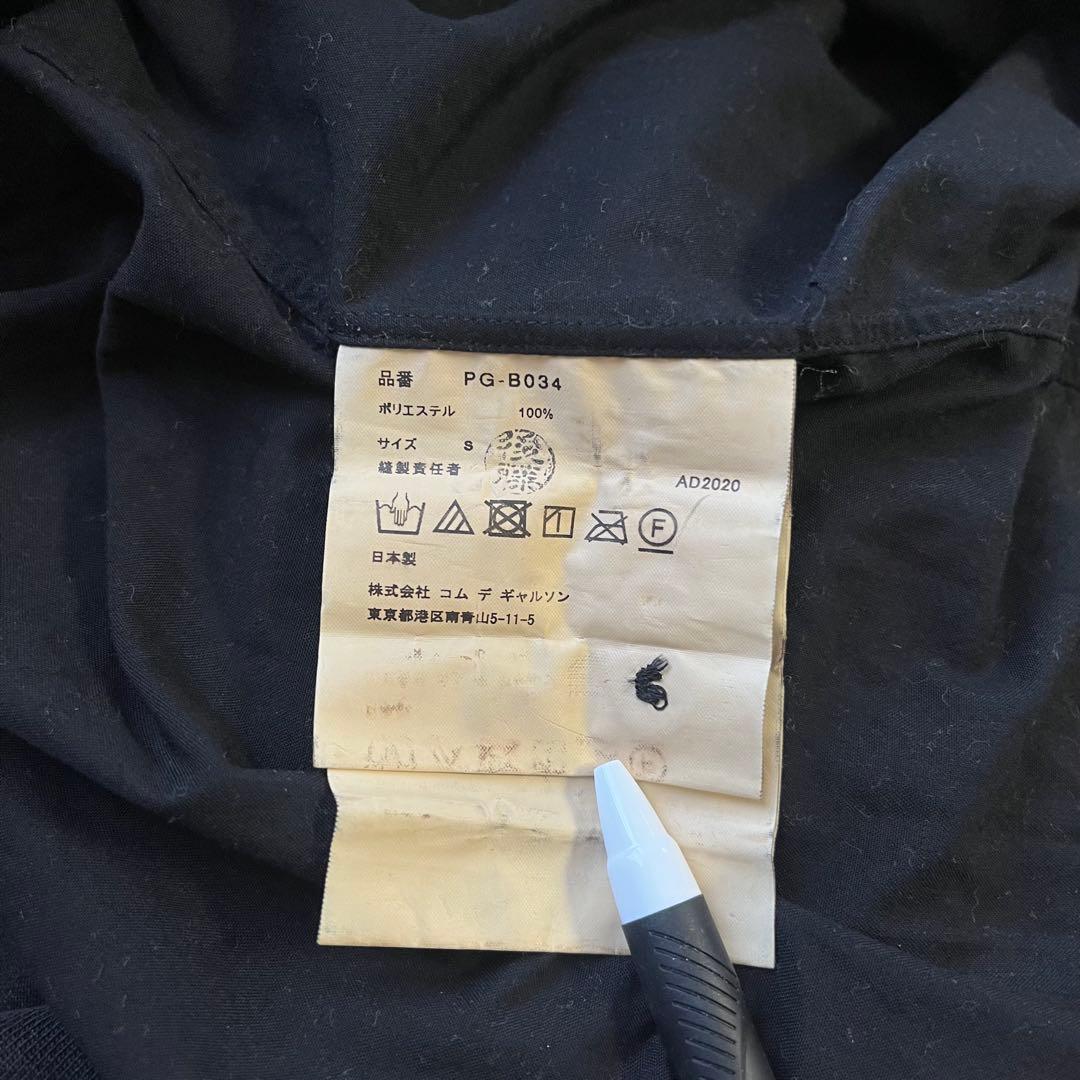 品番 PG-B034
ポリエステル 100%
サイズ S
縫製責任者
AD2020
1 F
日本製
株式会社 コム デ ギャルソン
東京都港区南青山5-11-5